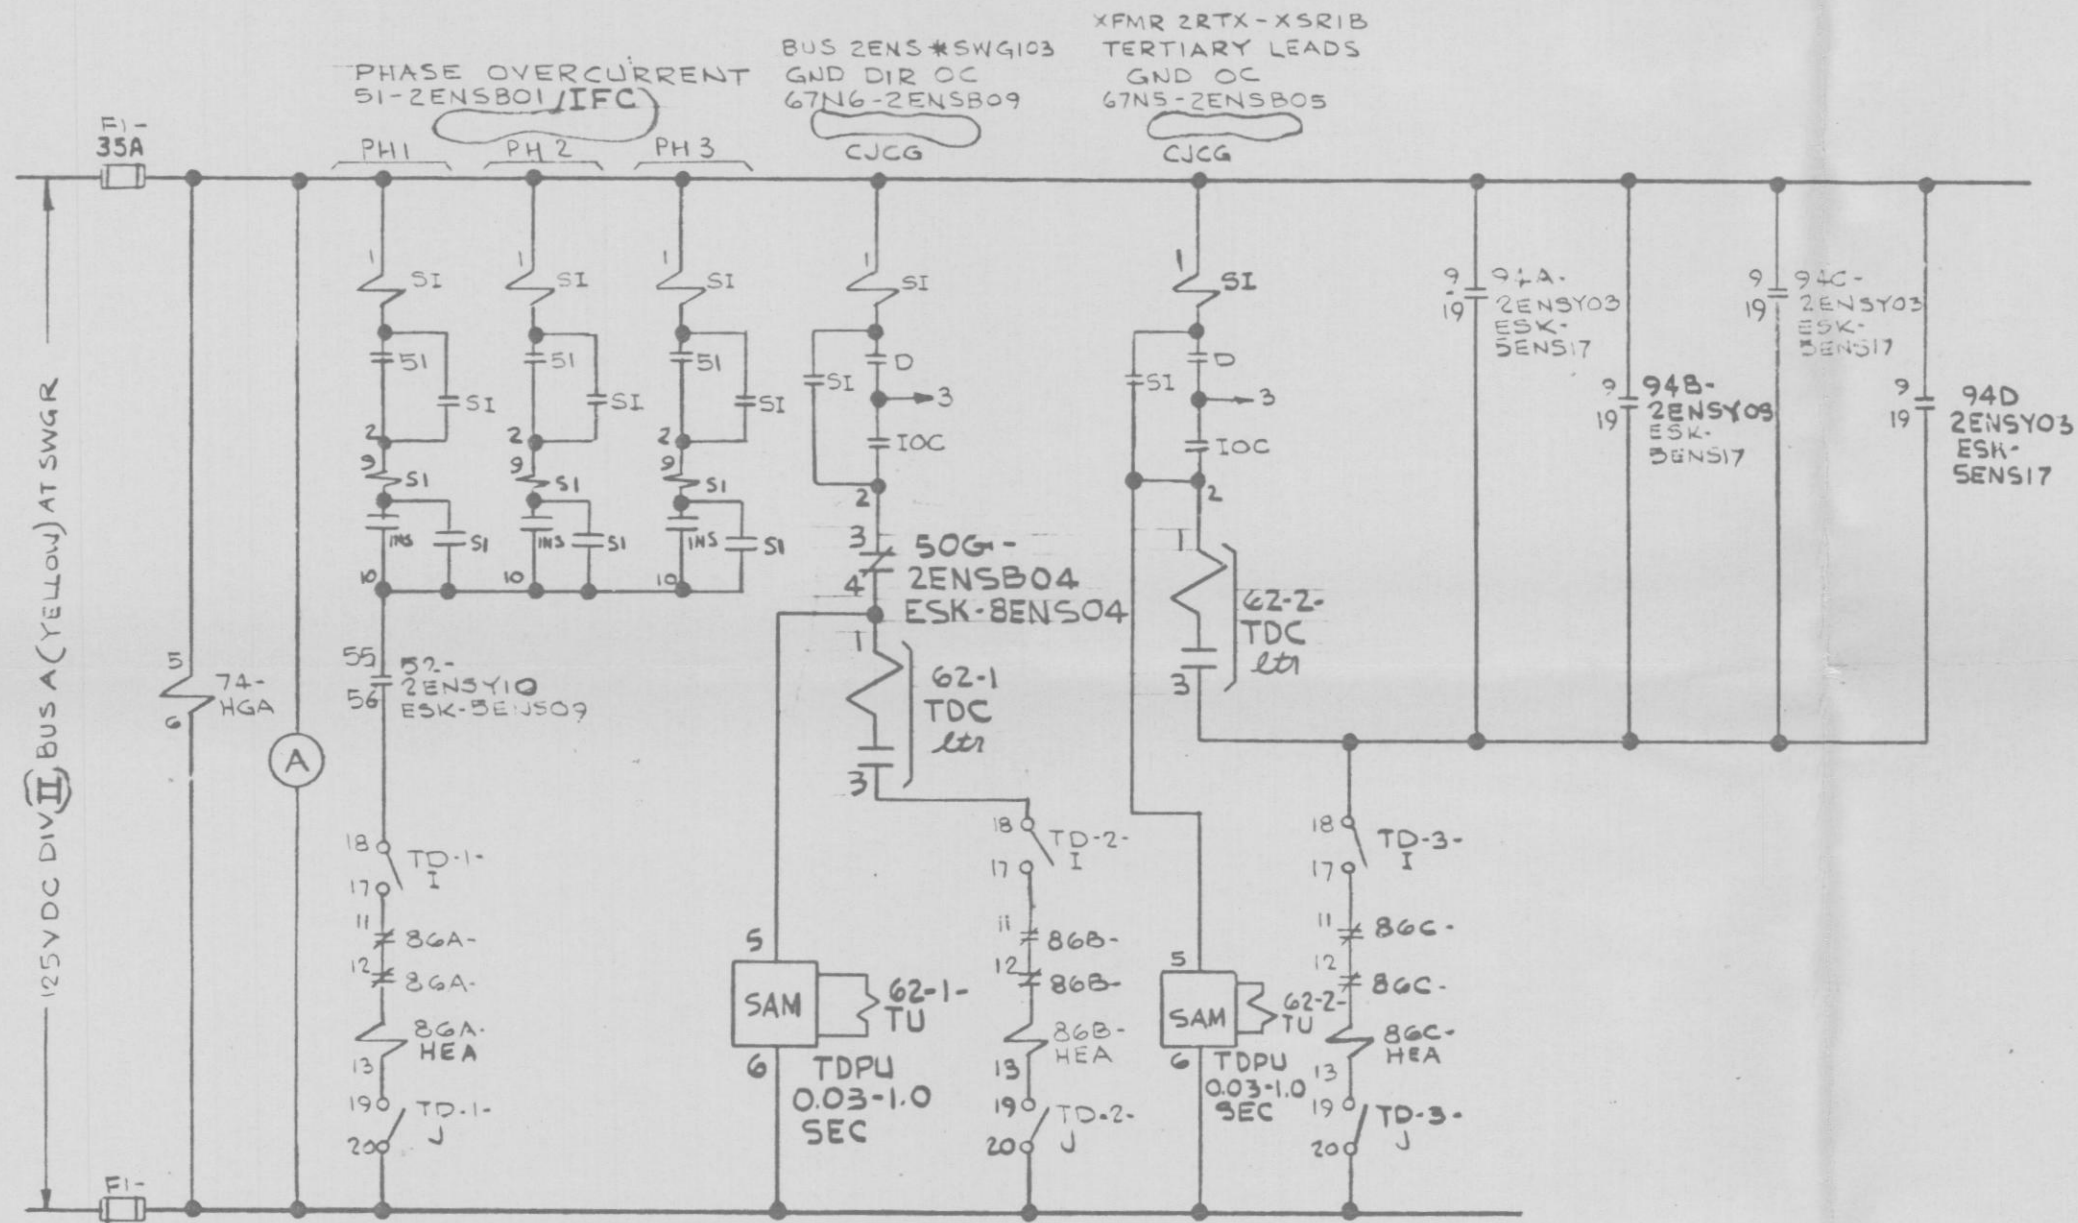 XFMR 2RTX-XSR1B
TERTIARY LEADS
GND OC
67N5-2ENSB05
BUS 2ENS*SWG103
GND DIR OC
67N6-2ENSB09
PHASE OVERCURRENT
51-2ENSB01/IFC
F1-
35A
PH1
PH2
PH3
CJCG
CJCG
1
SI
1
SI
1
SI
1
SI
1
SI
9
19
94A-
2ENSY03
ESK-
5ENS17
9
19
94C-
2ENSY03
ESK-
5ENS17
51
SI
51
SI
51
SI
SI
D
3
IOC
SI
D
3
IOC
9
19
94B-
2ENSY03
ESK-
5ENS17
9
19
94D
2ENSY03
ESK-
5ENS17
2
9
SI
INS
SI
10
2
9
SI
INS
SI
10
2
9
SI
INS
SI
10
2
3
4
50G-
2ENSB04
ESK-8ENS04
2
1
62-2-
TDC
ltr
3
1
62-1
TDC
ltr
3
125VDC DIV II BUS A (YELLOW) AT SWGR
5
74-
HGA
6
A
55
52-
2ENSY10
56
ESK-5ENS09
18
TD-1-
I
17
11
86A-
12
86A-
86A-
HEA
13
19
TD-1-
J
20
5
SAM
62-1-
TU
6
TDPU
0.03-1.0
SEC
18
TD-2-
I
17
11
86B-
12
86B-
86B-
HEA
13
19
TD-2-
J
20
5
SAM
62-2-
TU
6
TDPU
0.03-1.0
SEC
18
TD-3-
I
17
11
86C-
12
86C-
86C-
HEA
13
19
TD-3-
J
20
F1-